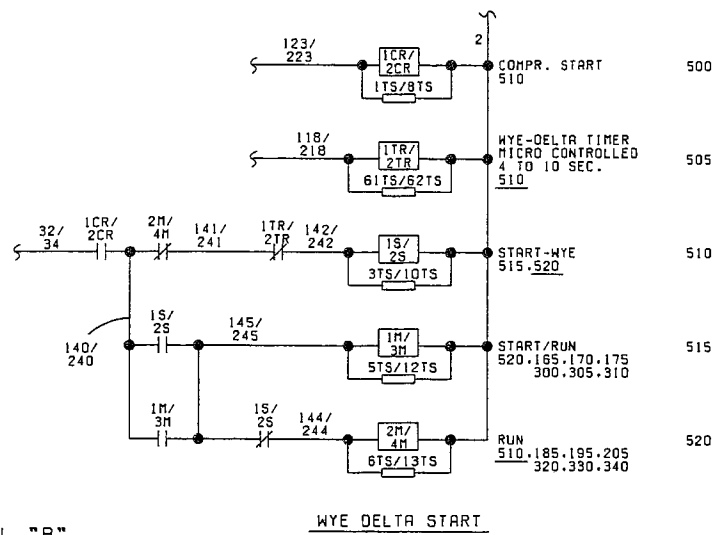 2
123/
223
1CR/
2CR
1TS/8TS
COMPR. START
510
500
118/
218
1TR/
2TR
61TS/62TS
WYE-DELTA TIMER
MICRO CONTROLLED
4 TO 10 SEC.
510
505
32/
34
1CR/
2CR
2M/
4M
141/
241
1TR/
2TR
142/
242
1S/
2S
3TS/10TS
START-WYE
515.520
510
140/
240
1S/
2S
145/
245
1M/
3M
5TS/12TS
START/RUN
520.165.170.175
300.305.310
515
1M/
3M
1S/
2S
144/
244
2M/
4M
6TS/13TS
RUN
510.185.195.205
320.330.340
520
WYE DELTA START